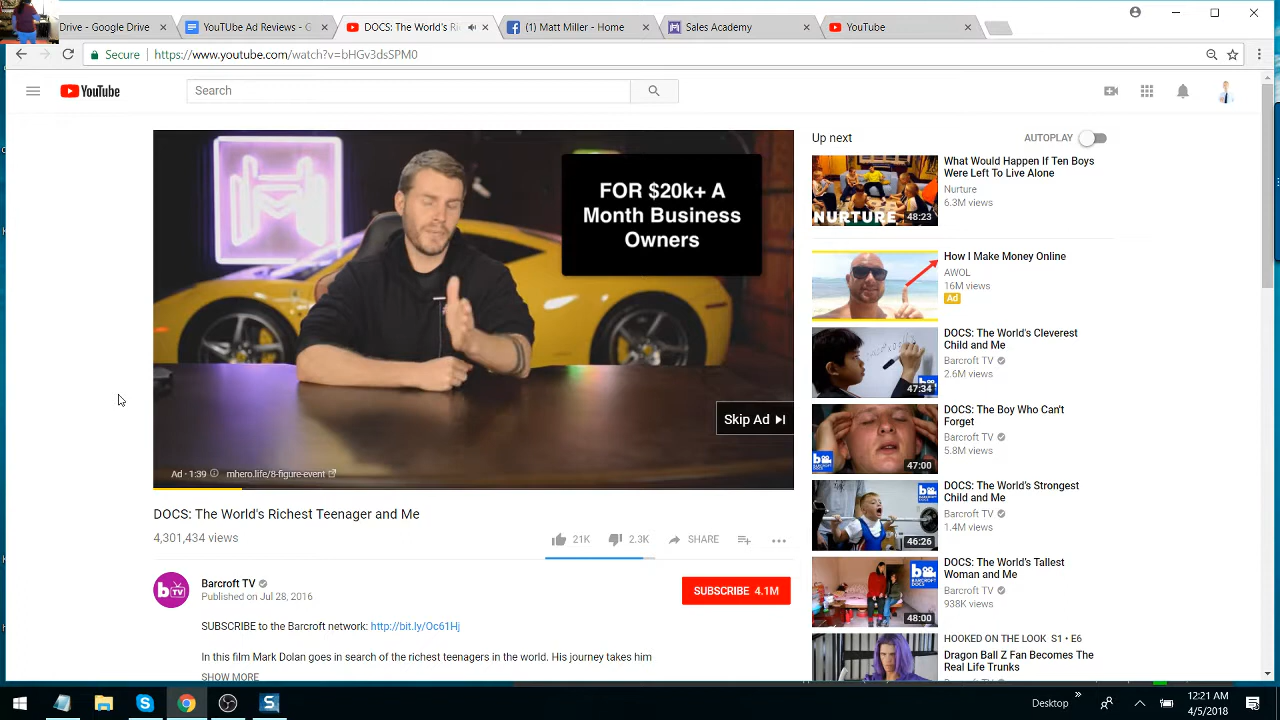 Drive - Google Drive
YouTube Ad Reviews - G
DOCS: The World's Ri
(1) Matt Miller - Home
Sales Academy
YouTube
Secure
https://www.youtube.com/watch?v=bHGv3dsSPM0
YouTube
Search
FOR $20k+ A
Month Business
Owners
Skip Ad
Ad · 1:39
mhero.life/8-figure-event
DOCS: The World's Richest Teenager and Me
4,301,434 views
21K
2.3K
SHARE
Barcroft TV
Published on Jul 28, 2016
SUBSCRIBE 4.1M
SUBSCRIBE to the Barcroft network: http://bit.ly/Oc61Hj
In this film Mark Dolan goes in search of the richest teenagers in the world. His journey takes him
SHOW MORE
Up next
AUTOPLAY
NURTURE
48:23
What Would Happen If Ten Boys
Were Left To Live Alone
Nurture
6.3M views
How I Make Money Online
AWOL
16M views
Ad
47:34
DOCS: The World's Cleverest
Child and Me
Barcroft TV
2.6M views
47:00
DOCS: The Boy Who Can't
Forget
Barcroft TV
5.8M views
46:26
DOCS: The World's Strongest
Child and Me
Barcroft TV
1.4M views
BARCROFT
DOCS
48:00
DOCS: The World's Tallest
Woman and Me
Barcroft TV
938K views
HOOKED ON THE LOOK S1 • E6
Dragon Ball Z Fan Becomes The
Real Life Trunks
Desktop
12:21 AM
4/5/2018